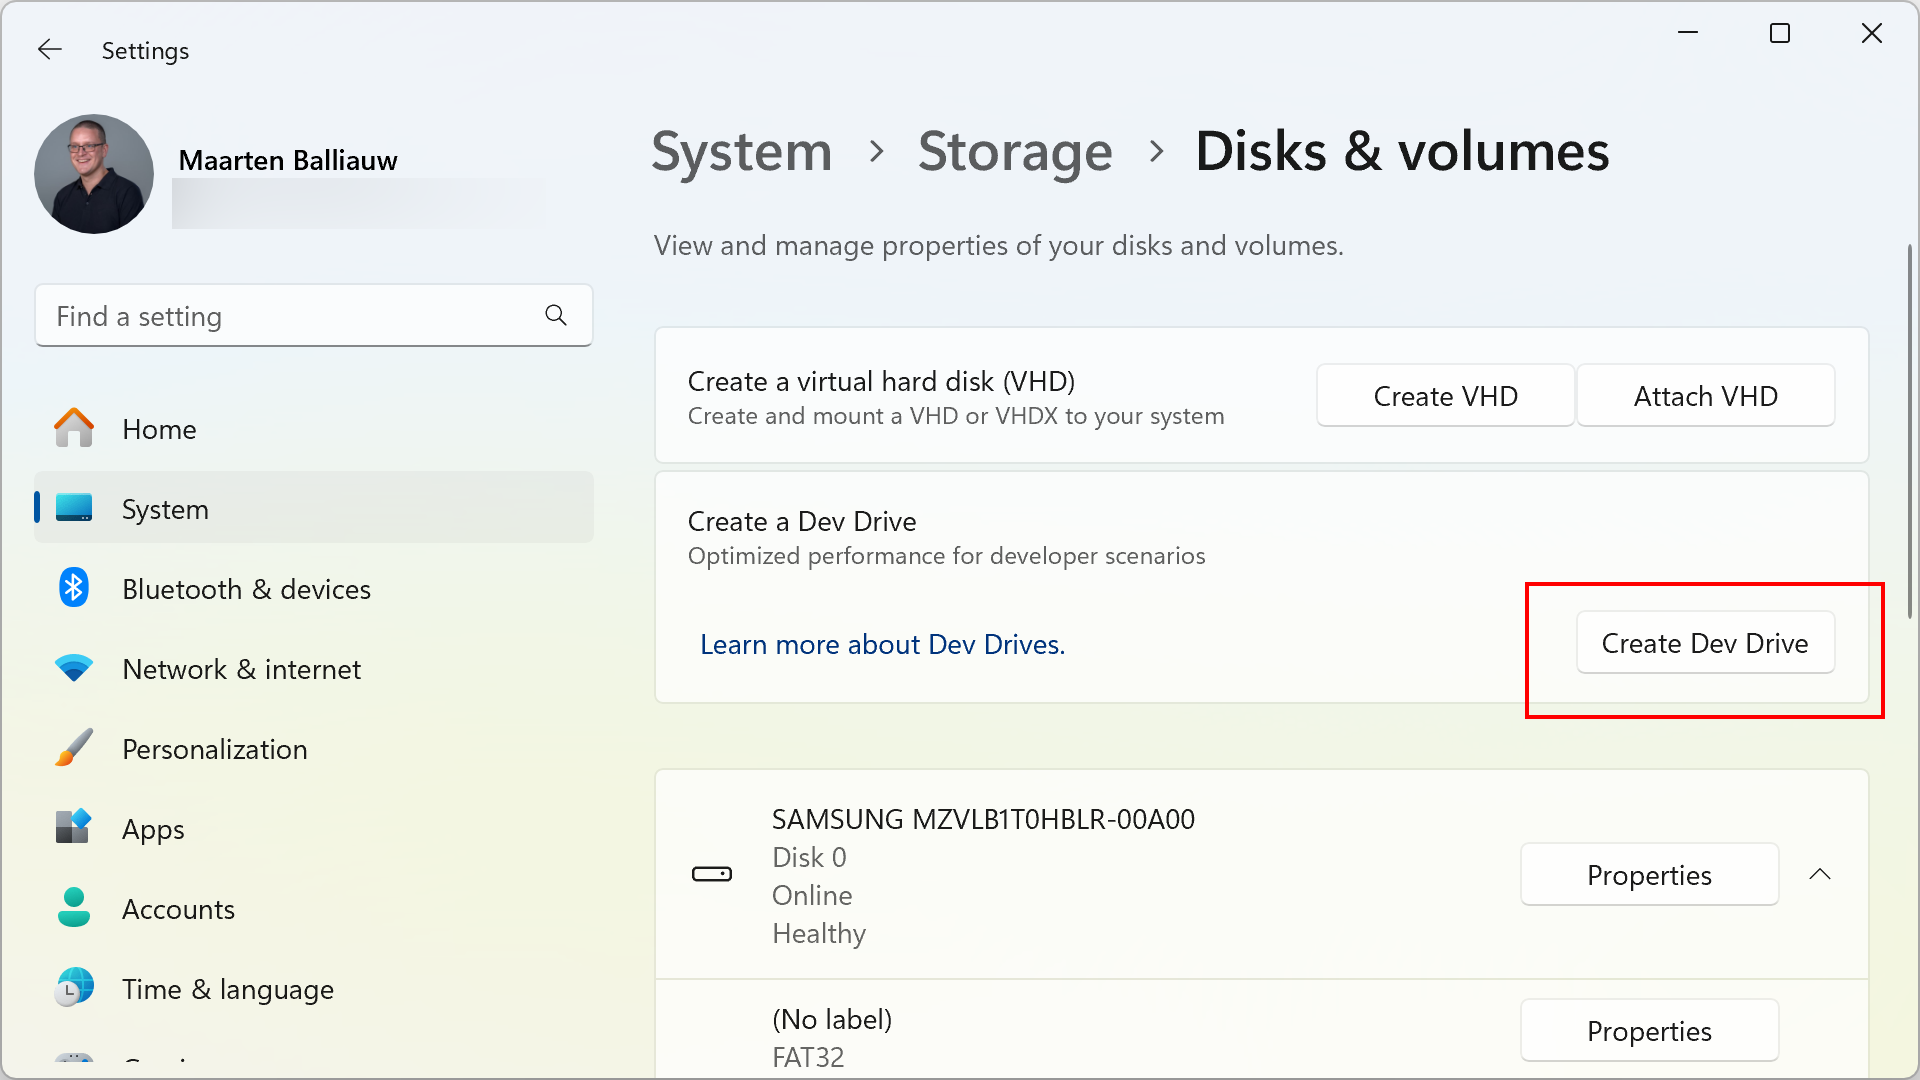 Settings
Maarten Balliauw
Find a setting
Home
System
Bluetooth & devices
Network & internet
Personalization
Apps
Accounts
Time & language
System > Storage > Disks & volumes
View and manage properties of your disks and volumes.
Create a virtual hard disk (VHD)
Create and mount a VHD or VHDX to your system
Create VHD
Attach VHD
Create a Dev Drive
Optimized performance for developer scenarios
Learn more about Dev Drives.
Create Dev Drive
SAMSUNG MZVLB1T0HBLR-00A00
Disk 0
Online
Healthy
Properties
(No label)
FAT32
Properties